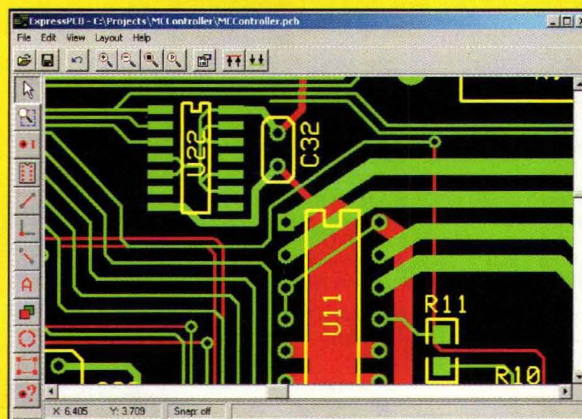 ExpressPCB - C:\Projects\MCController\MCController.pcb
File Edit View Layout Help
U22
C32
U11
R11
R10
X: 6.405 Y: 3.709 Snap: off